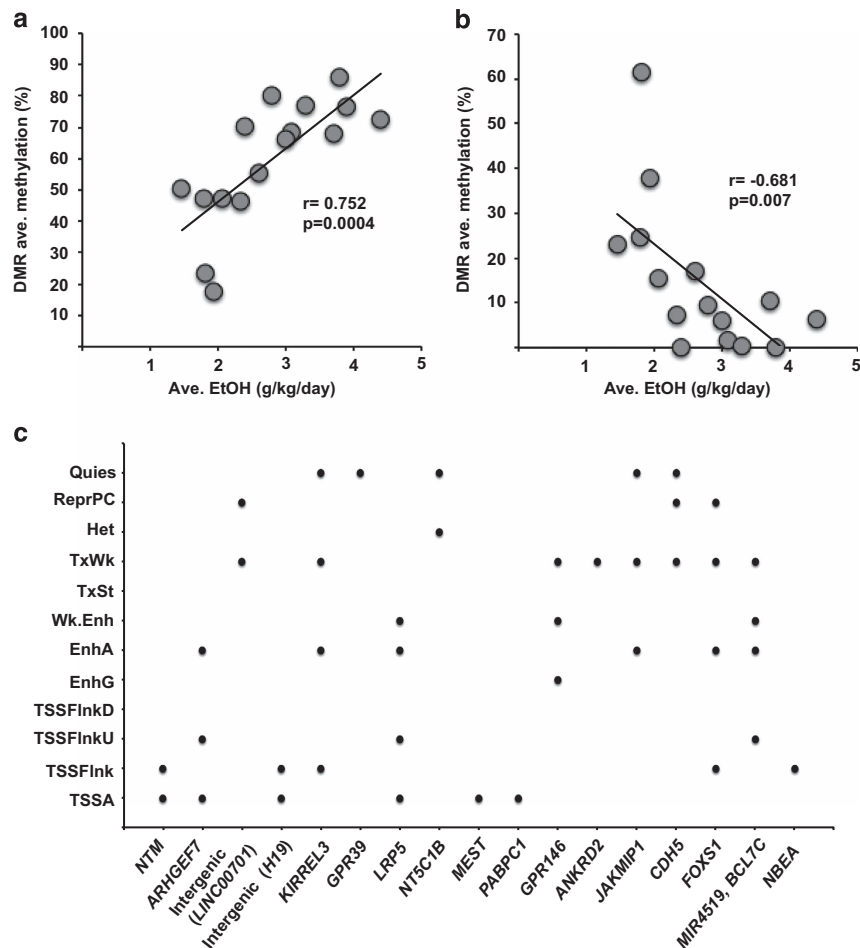 a
100
90
80
70
60
50
40
30
20
10
DMR ave. methylation (%)
r= 0.752
p=0.0004
1 2 3 4 5
Ave. EtOH (g/kg/day)
b
70
60
50
40
30
20
10
DMR ave. methylation (%)
r= -0.681
p=0.007
1 2 3 4 5
Ave. EtOH (g/kg/day)
c
Quies
ReprPC
Het
TxWk
TxSt
Wk.Enh
EnhA
EnhG
TSSFlnkD
TSSFlnkU
TSSFlnk
TSSA
NTM
ARHGEF7
Intergenic
(LINC00701)
Intergenic (H19)
KIRREL3
GPR39
LRP5
NT5C1B
MEST
PABPC1
GPR146
ANKRD2
JAKMIP1
CDH5
FOXS1
MIR4519, BCL7C
NBEA